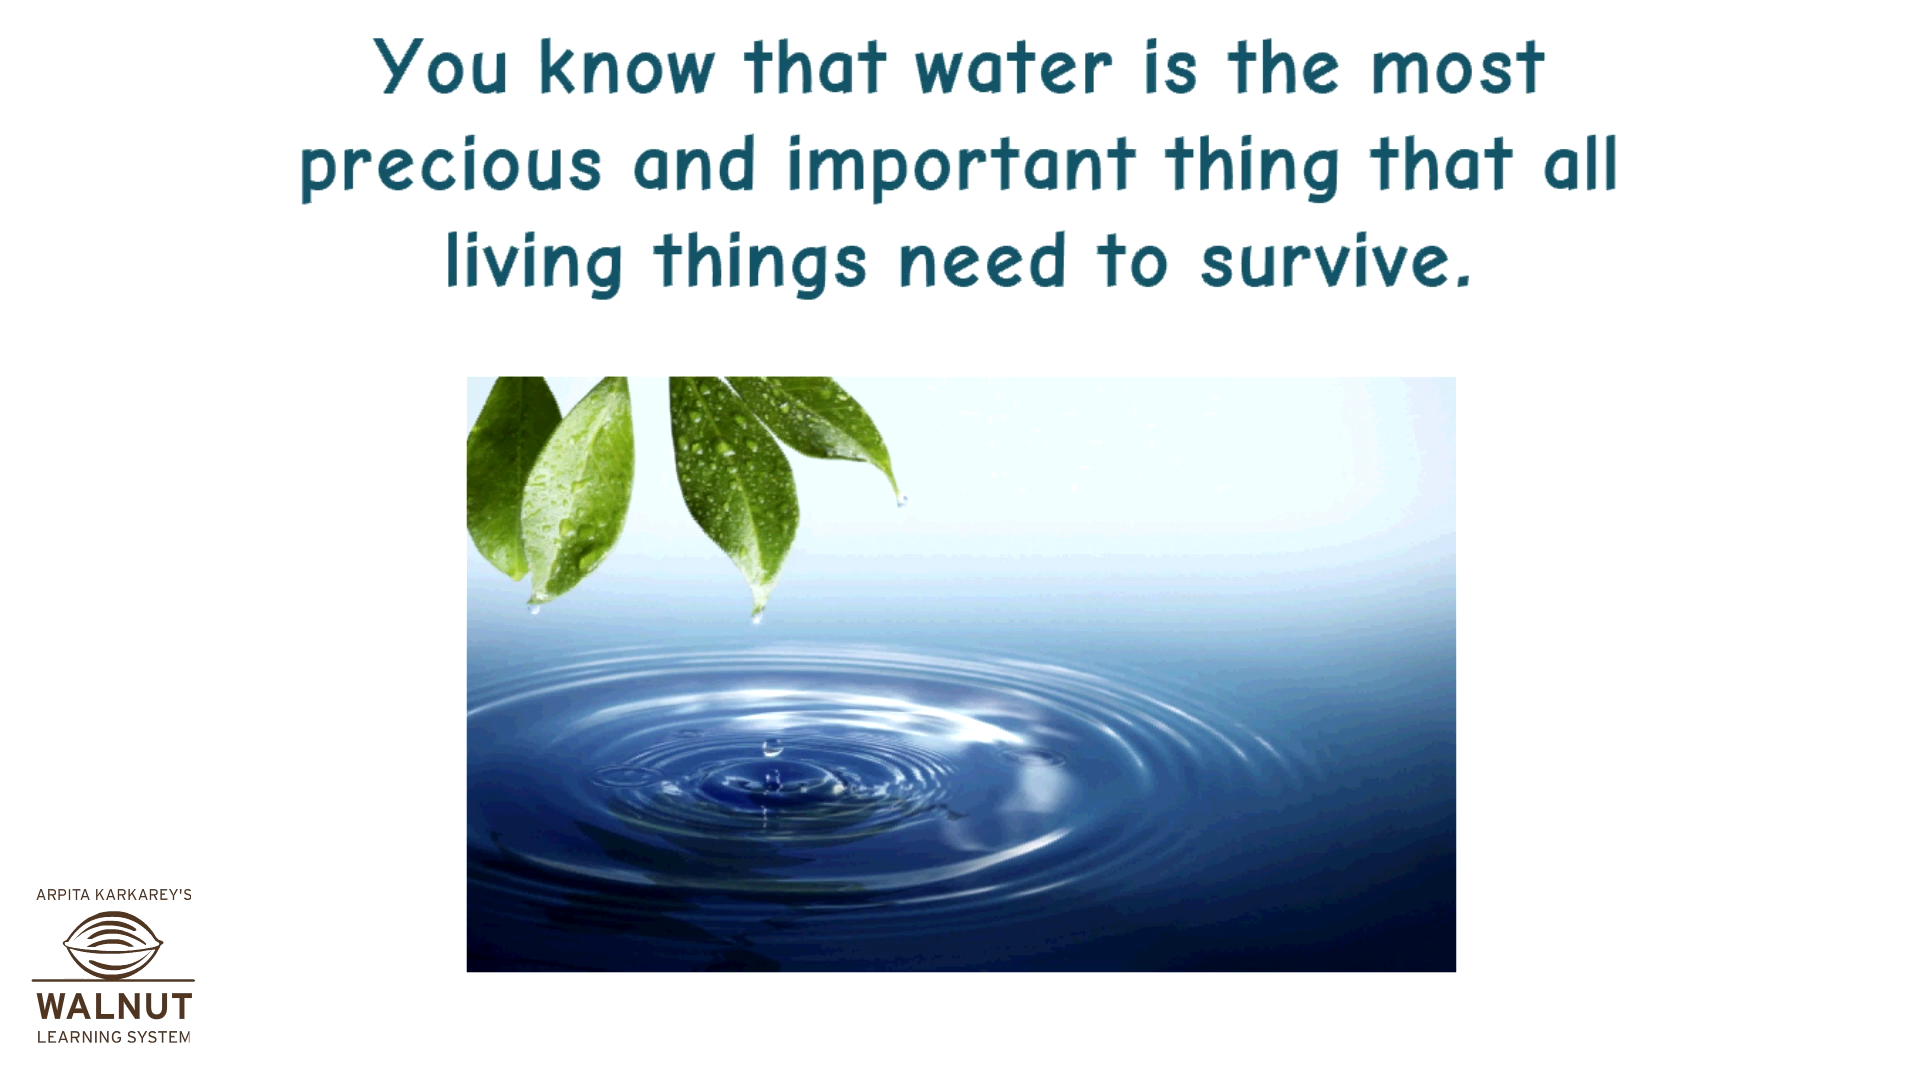 You know that water is the most
precious and important thing that all
living things need to survive.
ARPITA KARKAREY'S
WALNUT
LEARNING SYSTEM